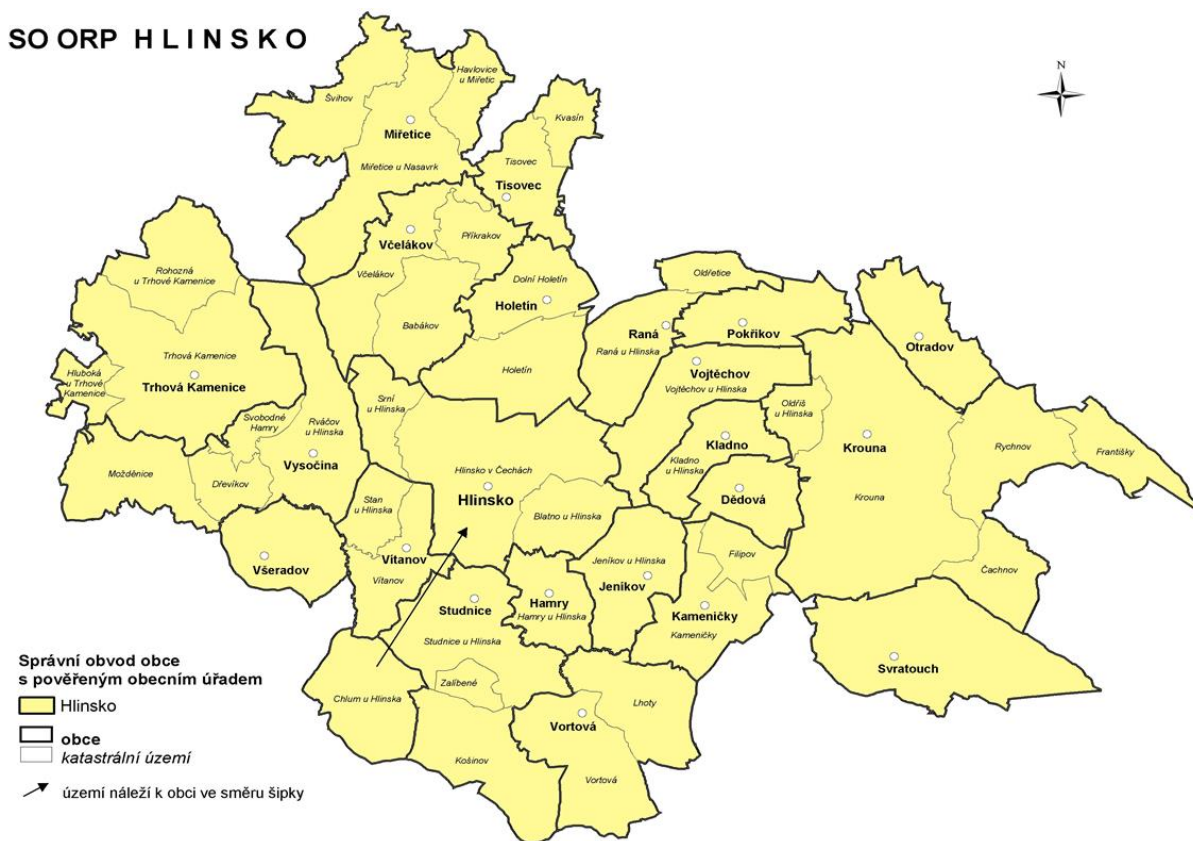 SO ORP H L I N S K O
N
Švihov
Havlovice
u Miřetic
Miřetice
Miřetice u Nasavrk
Kvasín
Tisovec
Tisovec
Včelákov
Příkrakov
Včelákov
Babákov
Dolní Holetín
Holetín
Holetín
Rohozná
u Trhové Kamenice
Trhová Kamenice
Trhová Kamenice
Hluboká
u Trhové
Kamenice
Svobodné
Hamry
Rváčov
u Hlinska
Vysočina
Možděnice
Dřevíkov
Všeradov
Srní
u Hlinska
Hlinsko v Čechách
Hlinsko
Blatno u Hlinska
Stan
u Hlinska
Vítanov
Vítanov
Oldřetice
Raná
Raná u Hlinska
Pokřikov
Vojtěchov
Vojtěchov u Hlinska
Otradov
Oldřiš
u Hlinska
Krouna
Krouna
Rychnov
Františky
Čachnov
Kladno
Kladno
u Hlinska
Dědová
Filipov
Jeníkov u Hlinska
Jeníkov
Kameničky
Kameničky
Hamry
Hamry u Hlinska
Studnice
Studnice u Hlinska
Zalíbené
Chlum u Hlinska
Košinov
Vortová
Lhoty
Vortová
Svratouch
Správní obvod obce
s pověřeným obecním úřadem
Hlinsko
obce
katastrální území
území náleží k obci ve směru šipky